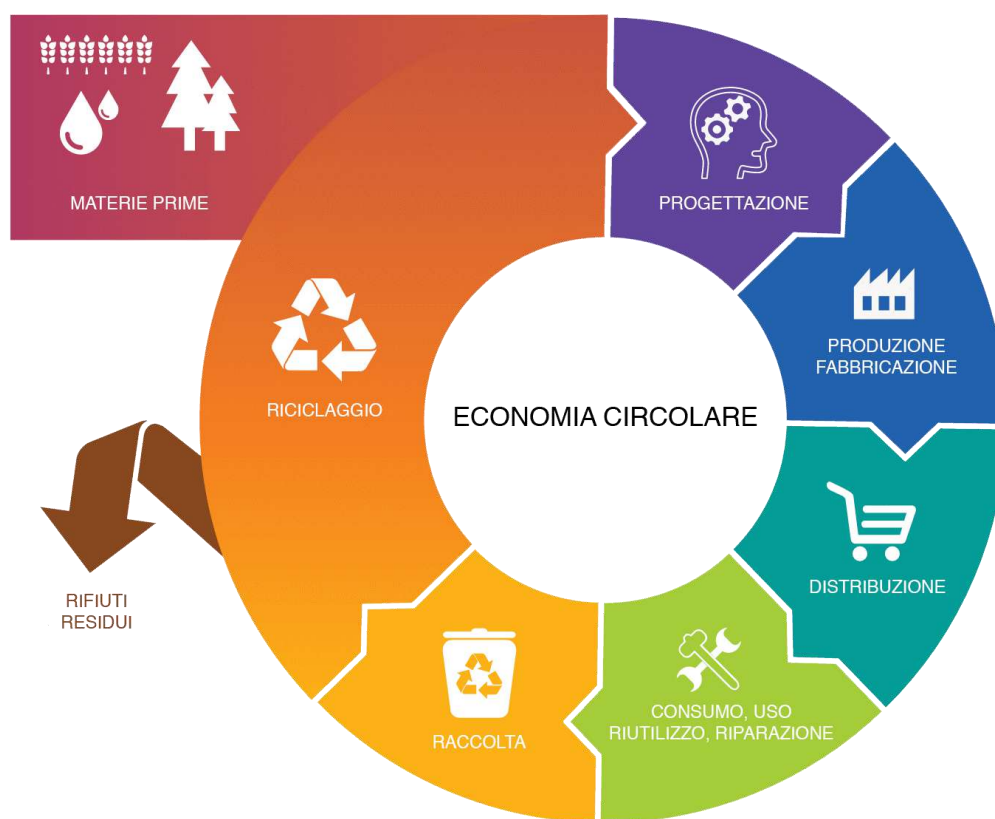 MATERIE PRIME
PROGETTAZIONE
PRODUZIONE
FABBRICAZIONE
RICICLAGGIO
ECONOMIA CIRCOLARE
DISTRIBUZIONE
RIFIUTI
RESIDUI
CONSUMO, USO
RIUTILIZZO, RIPARAZIONE
RACCOLTA